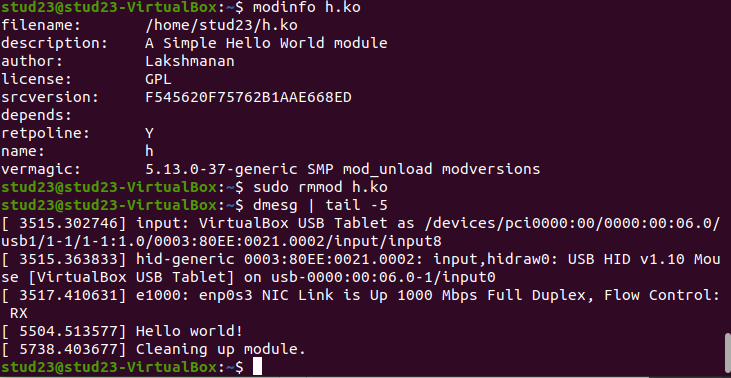 stud23@stud23-VirtualBox:~$ modinfo h.ko
filename:       /home/stud23/h.ko
description:    A Simple Hello World module
author:         Lakshmanan
license:        GPL
srcversion:     F545620F75762B1AAE668ED
depends:
retpoline:      Y
name:           h
vermagic:       5.13.0-37-generic SMP mod_unload modversions
stud23@stud23-VirtualBox:~$ sudo rmmod h.ko
stud23@stud23-VirtualBox:~$ dmesg | tail -5
[ 3515.302746] input: VirtualBox USB Tablet as /devices/pci0000:00/0000:00:06.0/
usb1/1-1/1-1:1.0/0003:80EE:0021.0002/input/input8
[ 3515.363833] hid-generic 0003:80EE:0021.0002: input,hidraw0: USB HID v1.10 Mou
se [VirtualBox USB Tablet] on usb-0000:00:06.0-1/input0
[ 3517.410631] e1000: enp0s3 NIC Link is Up 1000 Mbps Full Duplex, Flow Control:
 RX
[ 5504.513577] Hello world!
[ 5738.403677] Cleaning up module.
stud23@stud23-VirtualBox:~$